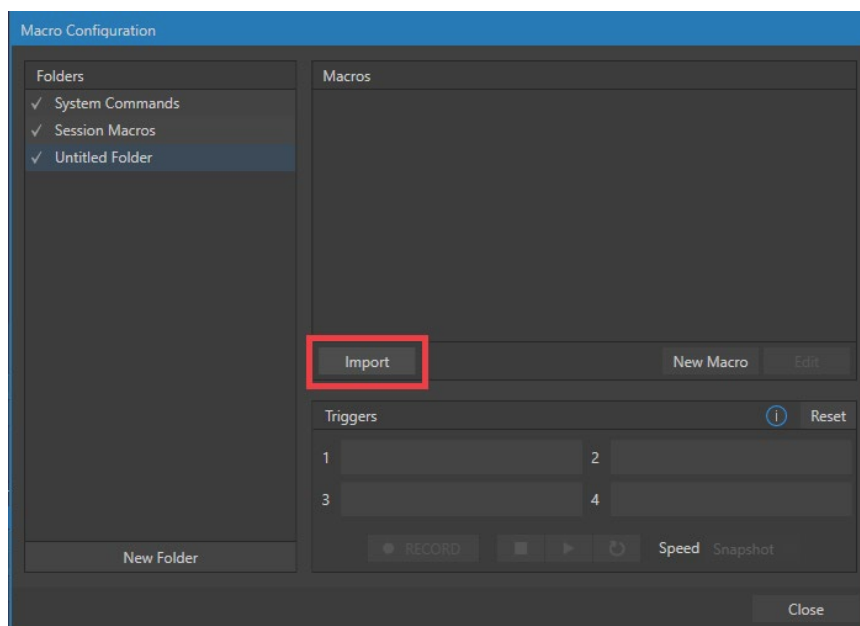 Macro Configuration
Folders
✓ System Commands
✓ Session Macros
✓ Untitled Folder
New Folder
Macros
Import
New Macro
Edit
Triggers
Reset
1
2
3
4
RECORD
Speed
Snapshot
Close